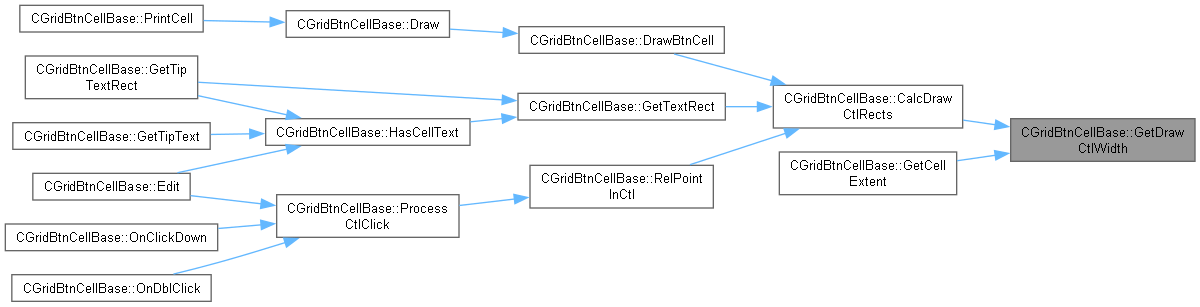 CGridBtnCellBase::PrintCell
CGridBtnCellBase::Draw
CGridBtnCellBase::DrawBtnCell
CGridBtnCellBase::GetTip
TextRect
CGridBtnCellBase::GetTextRect
CGridBtnCellBase::CalcDraw
CtlRects
CGridBtnCellBase::GetTipText
CGridBtnCellBase::HasCellText
CGridBtnCellBase::GetDraw
CtlWidth
CGridBtnCellBase::Edit
CGridBtnCellBase::RelPoint
InCtl
CGridBtnCellBase::GetCell
Extent
CGridBtnCellBase::OnClickDown
CGridBtnCellBase::Process
CtlClick
CGridBtnCellBase::OnDblClick